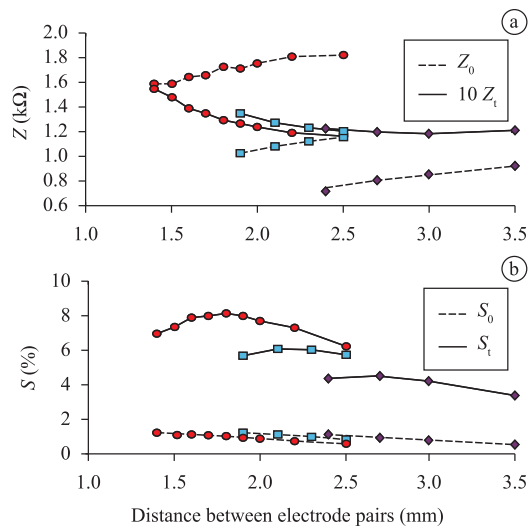 a
2.0
1.8
1.6
1.4
1.2
1.0
0.8
0.6
Z (kΩ)
Z0
10 Zt
1.0 1.5 2.0 2.5 3.0 3.5
b
10
8
6
4
2
0
S (%)
S0
St
1.0 1.5 2.0 2.5 3.0 3.5
Distance between electrode pairs (mm)